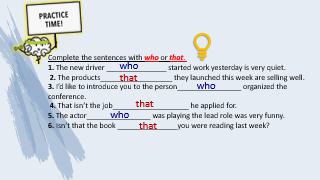 PRACTICE
TIME!
Complete the sentences with who or that.
1. The new driver who started work yesterday is very quiet.
2. The products that they launched this week are selling well.
3. I'd like to introduce you to the person who organized the
conference.
4. That isn't the job that he applied for.
5. The actor who was playing the lead role was very funny.
6. Isn't that the book that you were reading last week?